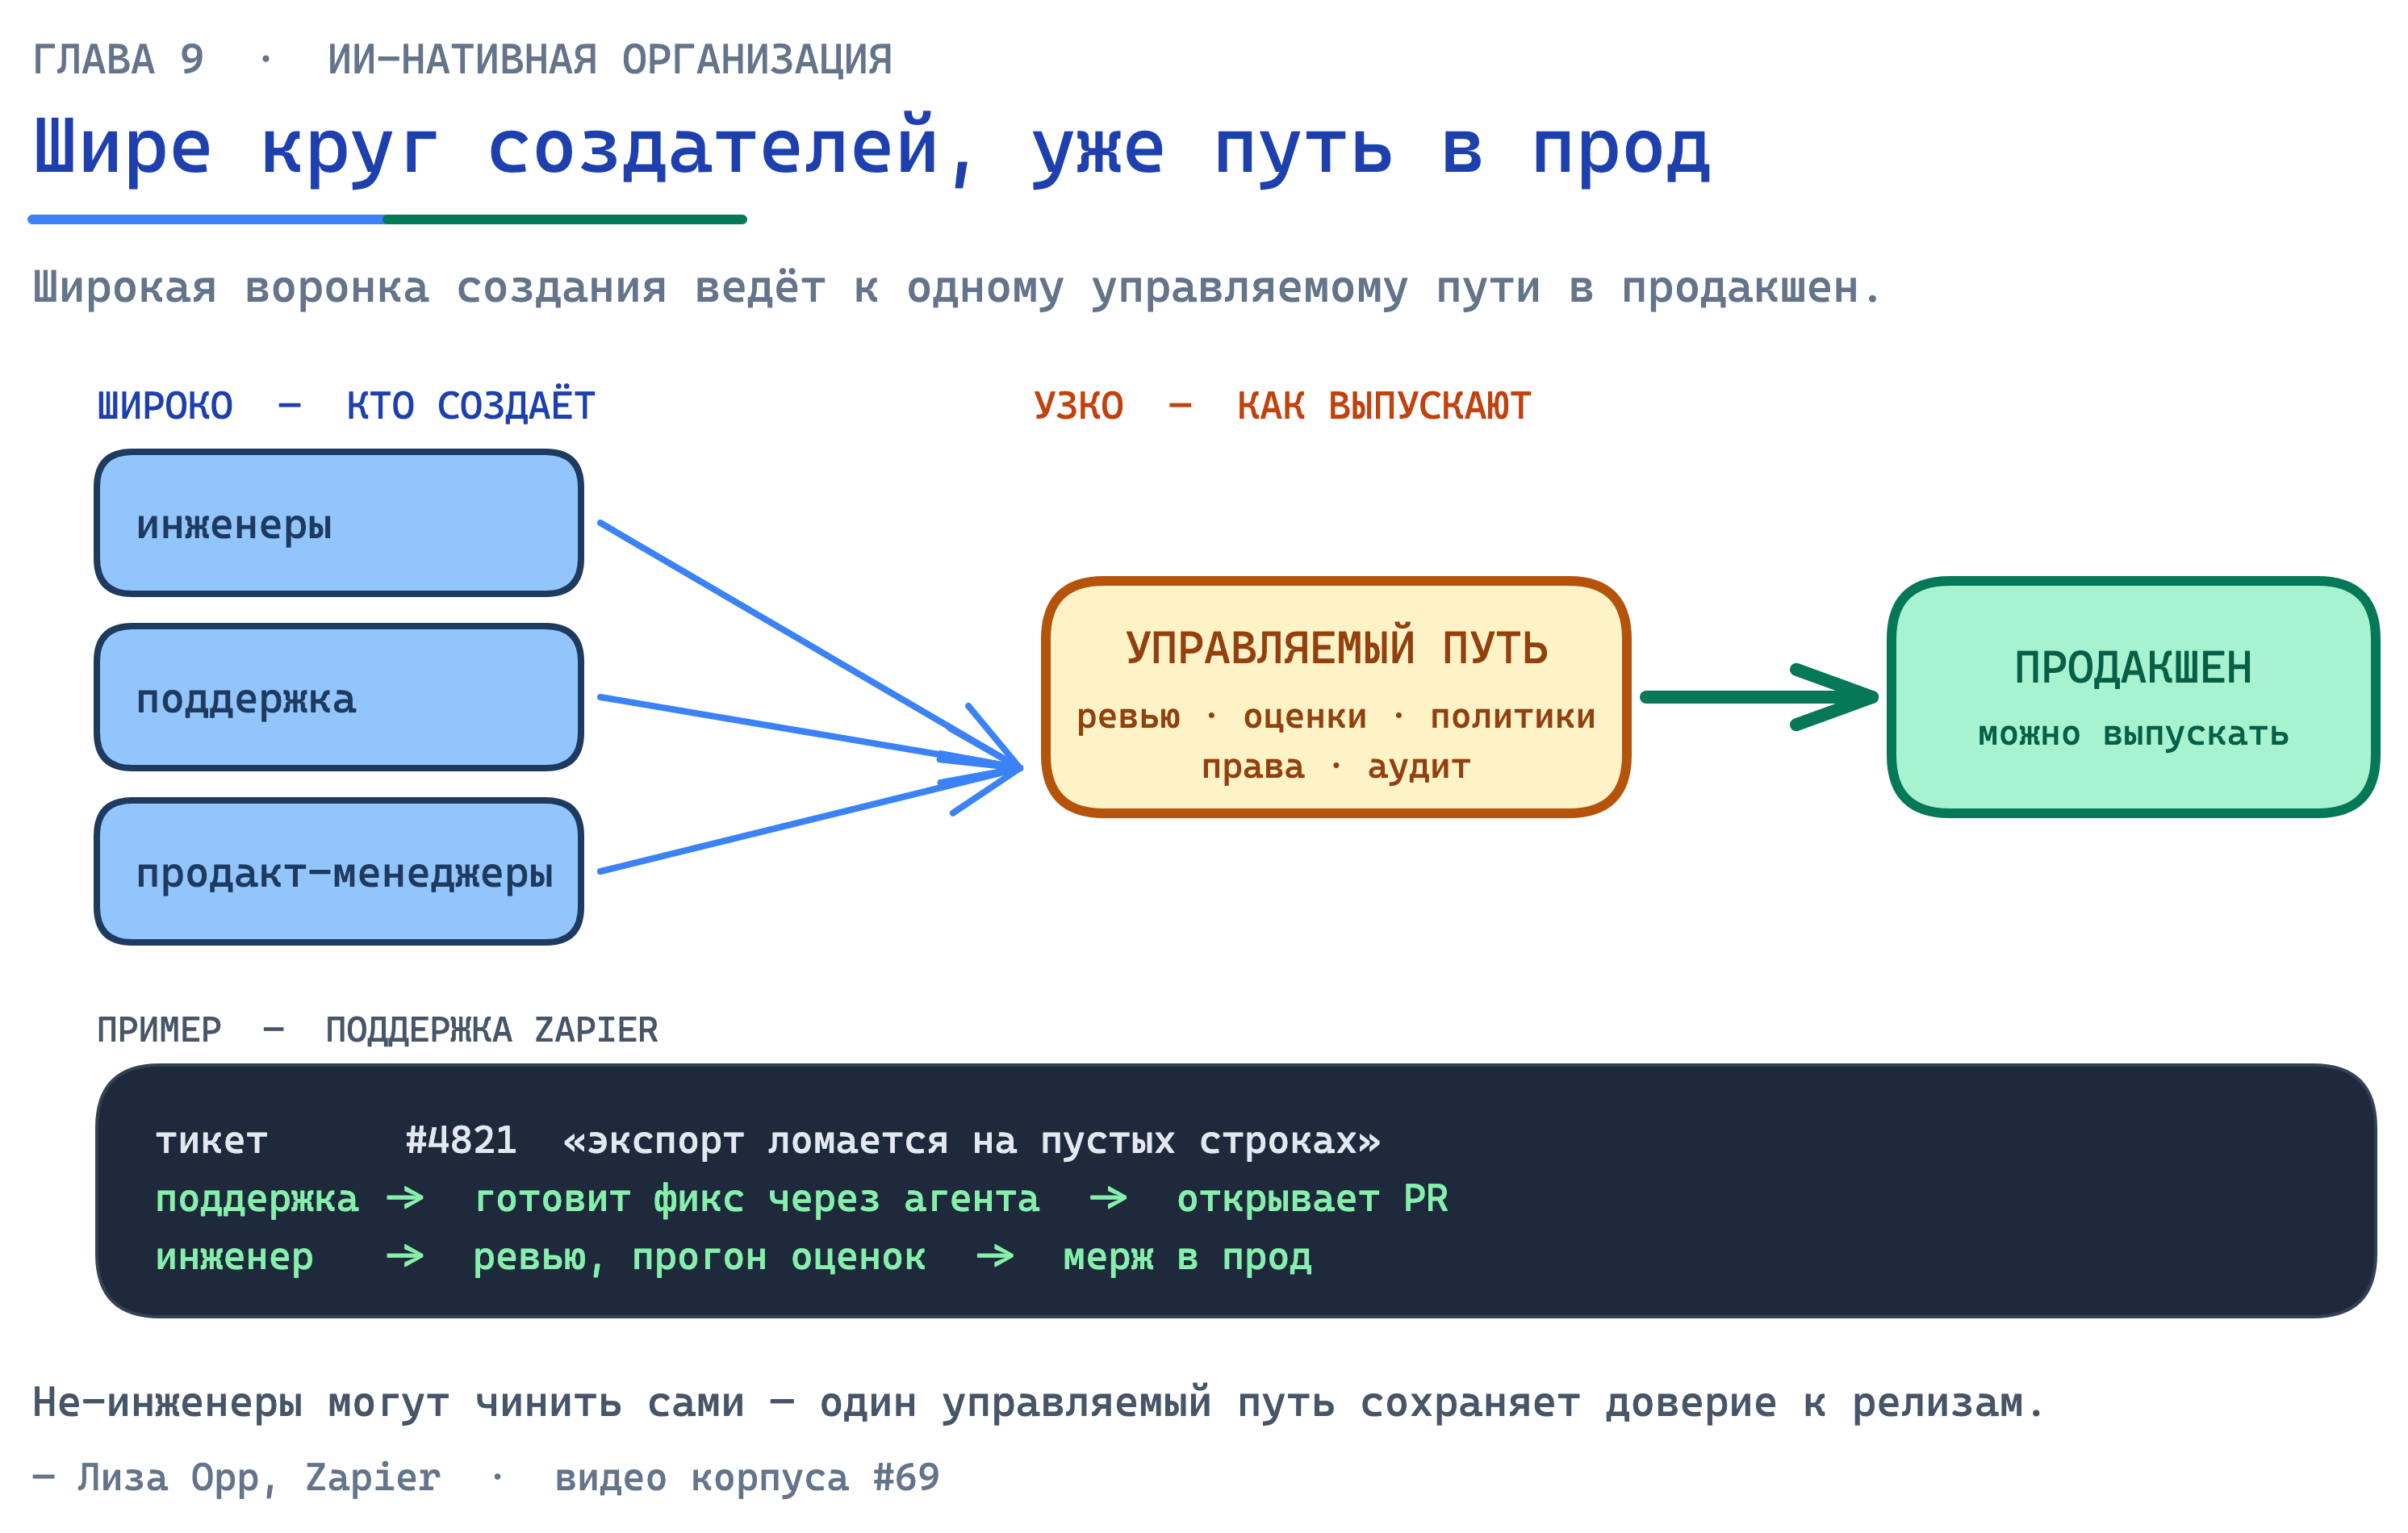 ГЛАВА 9 · ИИ-НАТИВНАЯ ОРГАНИЗАЦИЯ
Шире круг создателей, уже путь в прод
Широкая воронка создания ведёт к одному управляемому пути в продакшен.
ШИРОКО — КТО СОЗДАЁТ
УЗКО — КАК ВЫПУСКАЮТ
инженеры
поддержка
продакт-менеджеры
УПРАВЛЯЕМЫЙ ПУТЬ
ревью · оценки · политики
права · аудит
ПРОДАКШЕН
можно выпускать
ПРИМЕР — ПОДДЕРЖКА ZAPIER
тикет #4821 «экспорт ломается на пустых строках»
поддержка → готовит фикс через агента → открывает PR
инженер → ревью, прогон оценок → мерж в прод
Не-инженеры могут чинить сами — один управляемый путь сохраняет доверие к релизам.
— Лиза Орр, Zapier · видео корпуса #69